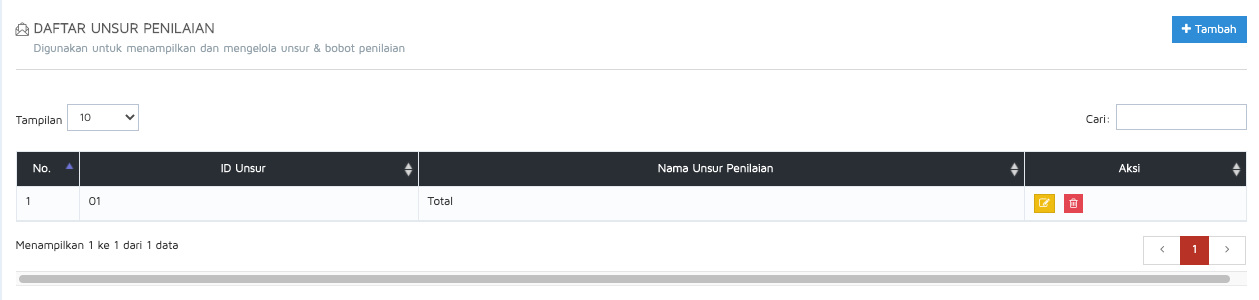 DAFTAR UNSUR PENILAIAN
+ Tambah
Digunakan untuk menampilkan dan mengelola unsur & bobot penilaian
Tampilan 10
Cari:
No. ID Unsur Nama Unsur Penilaian Aksi
1 01 Total
Menampilkan 1 ke 1 dari 1 data
‹ 1 ›